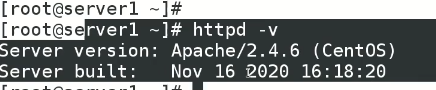 [root@server1 ~]#
[root@server1 ~]# httpd -v
Server version: Apache/2.4.6 (CentOS)
Server built:   Nov 16 2020 16:18:20
[root@server1 ~]#